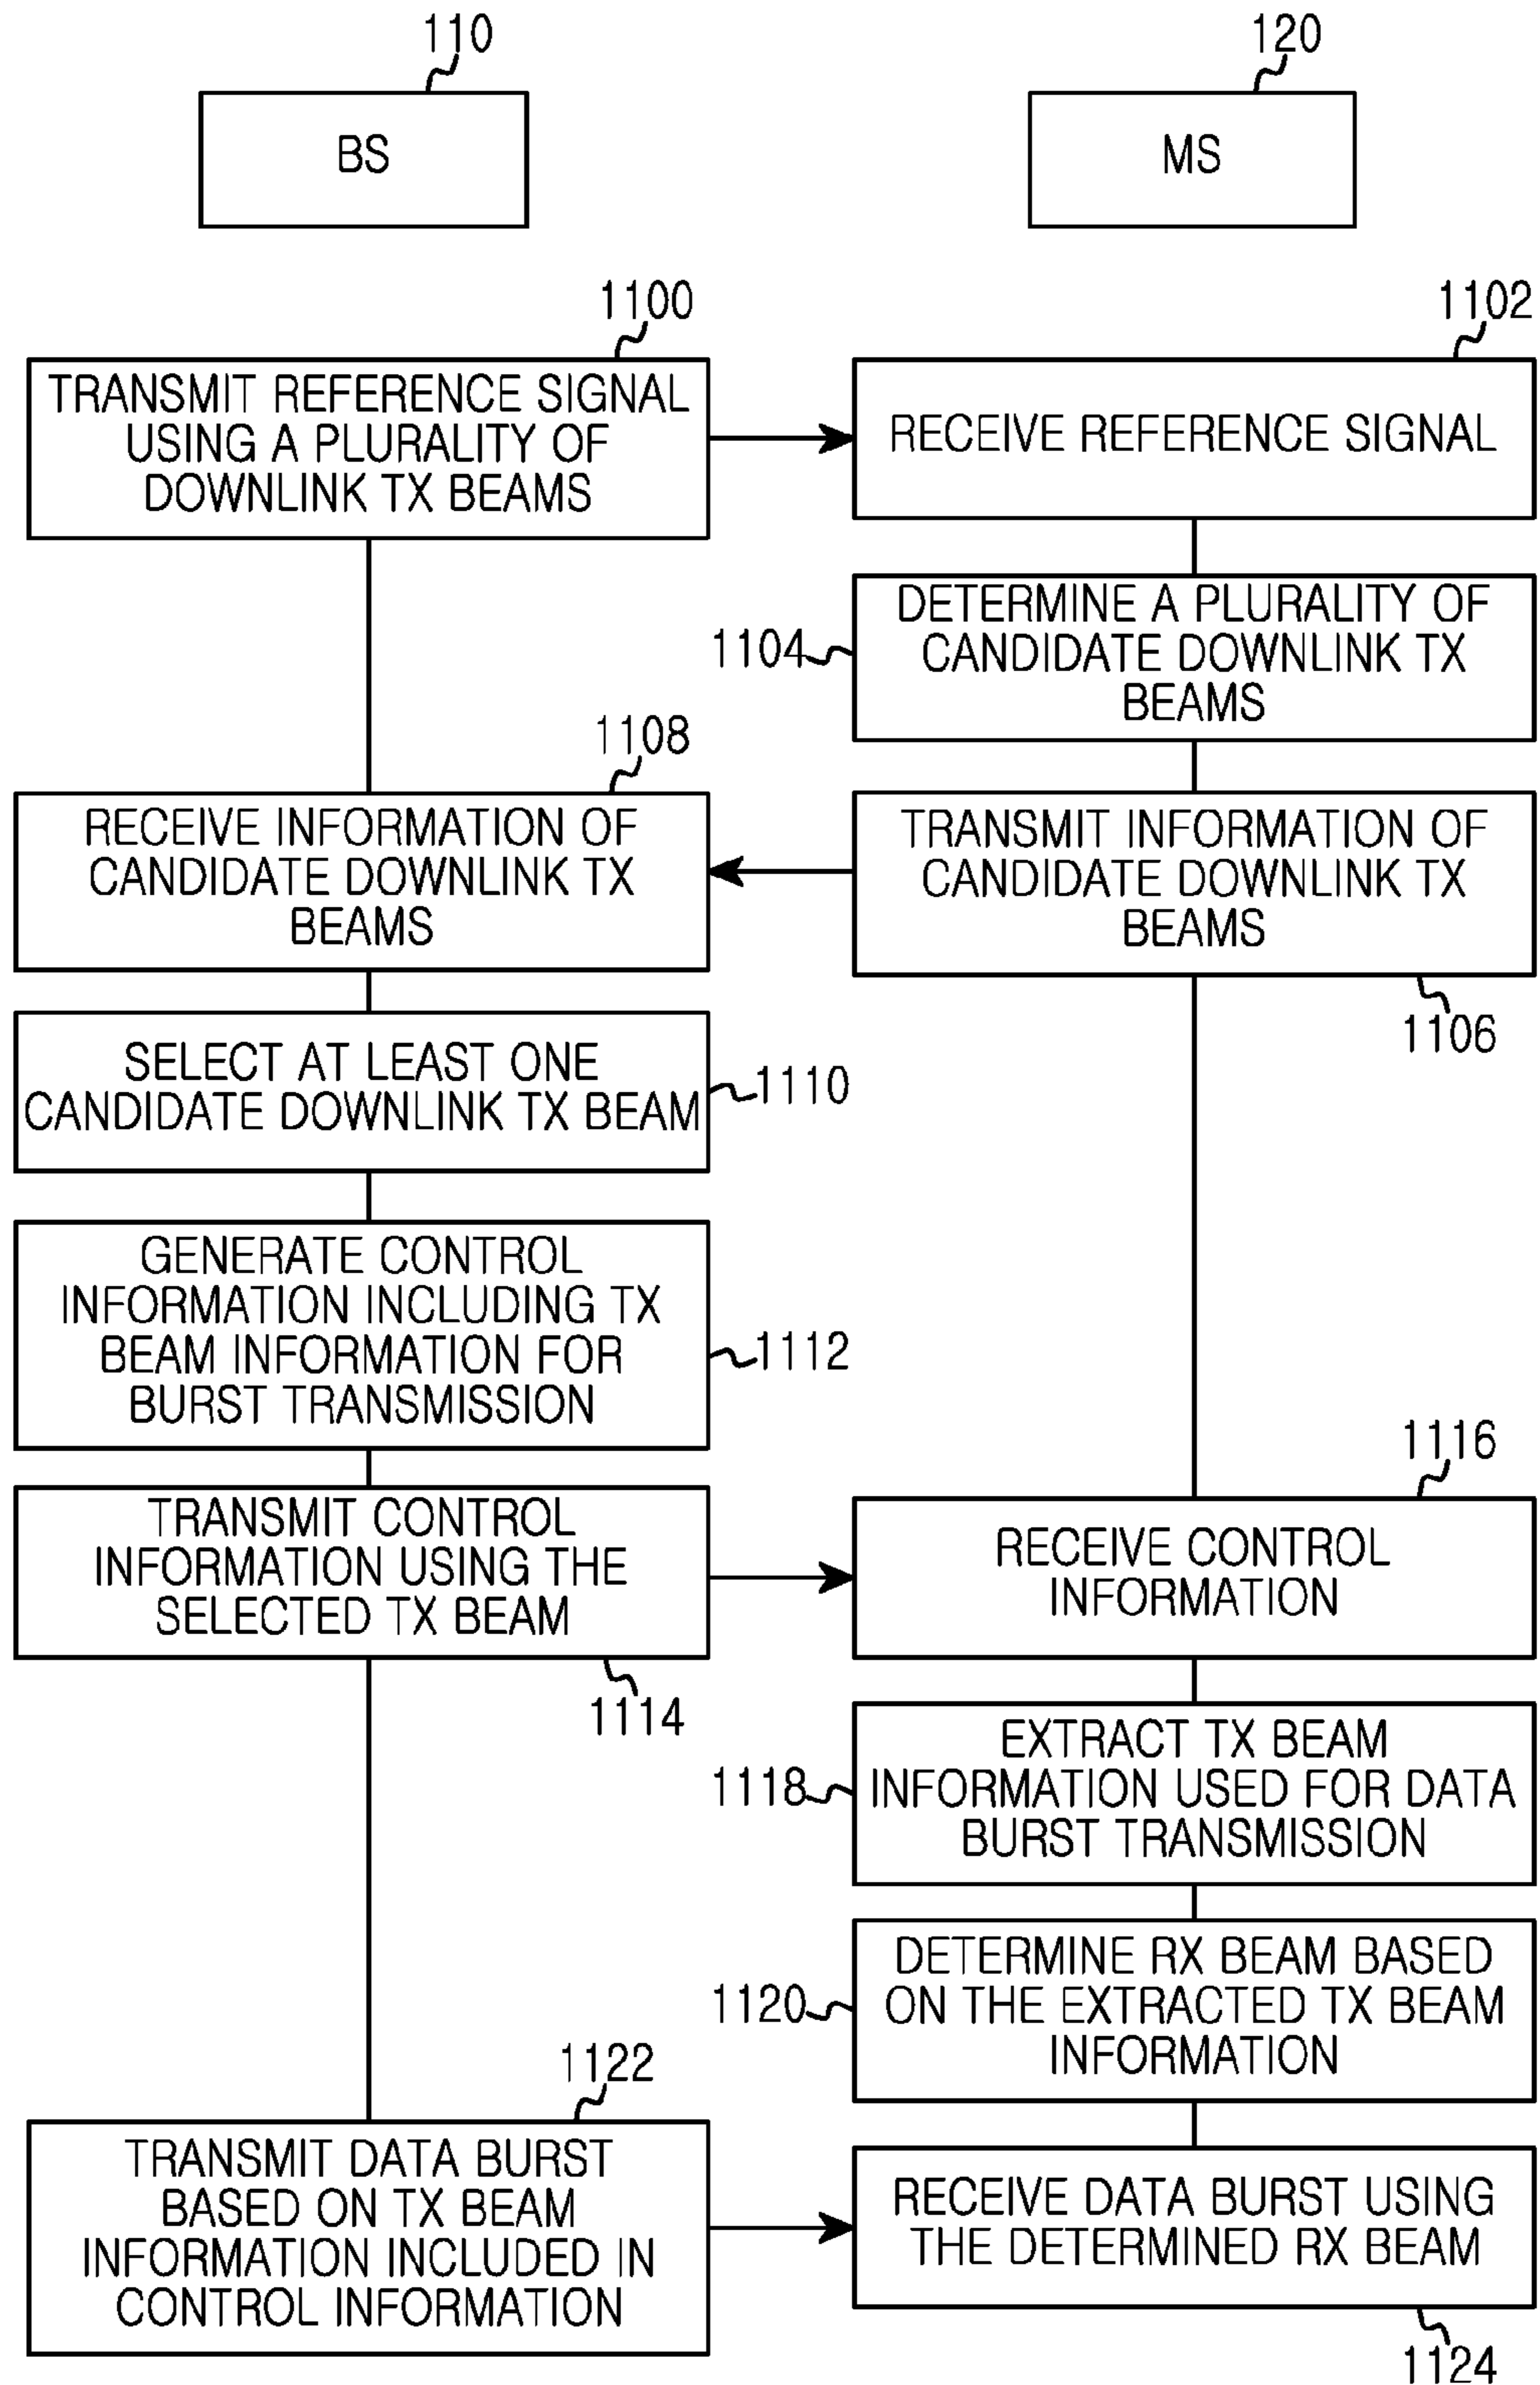 110
120
BS
MS
1100
1102
TRANSMIT REFERENCE SIGNAL
USING A PLURALITY OF
DOWNLINK TX BEAMS
RECEIVE REFERENCE SIGNAL
1104
DETERMINE A PLURALITY OF
CANDIDATE DOWNLINK TX
BEAMS
1108
RECEIVE INFORMATION OF
CANDIDATE DOWNLINK TX
BEAMS
TRANSMIT INFORMATION OF
CANDIDATE DOWNLINK TX
BEAMS
1106
SELECT AT LEAST ONE
CANDIDATE DOWNLINK TX BEAM
1110
GENERATE CONTROL
INFORMATION INCLUDING TX
BEAM INFORMATION FOR
BURST TRANSMISSION
1112
1116
TRANSMIT CONTROL
INFORMATION USING THE
SELECTED TX BEAM
RECEIVE CONTROL
INFORMATION
1114
1118
EXTRACT TX BEAM
INFORMATION USED FOR DATA
BURST TRANSMISSION
1120
DETERMINE RX BEAM BASED
ON THE EXTRACTED TX BEAM
INFORMATION
1122
TRANSMIT DATA BURST
BASED ON TX BEAM
INFORMATION INCLUDED IN
CONTROL INFORMATION
RECEIVE DATA BURST USING
THE DETERMINED RX BEAM
1124